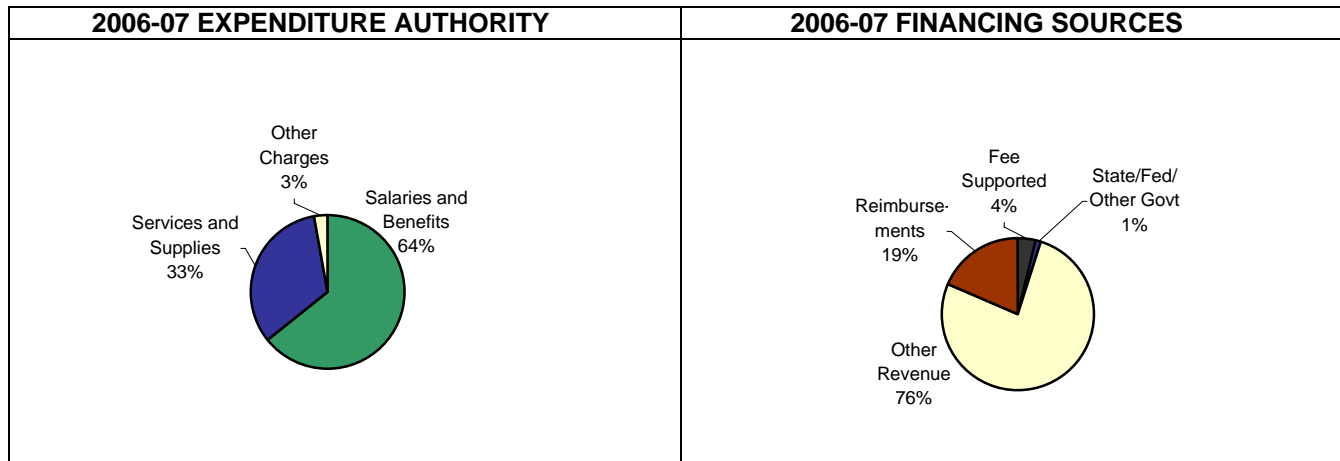 2006-07 EXPENDITURE AUTHORITY
Other
Charges
3%
Salaries and
Benefits
64%
Services and
Supplies
33%
2006-07 FINANCING SOURCES
Fee
Supported
4%
State/Fed/
Other Govt
1%
Reimburse-
ments
19%
Other
Revenue
76%